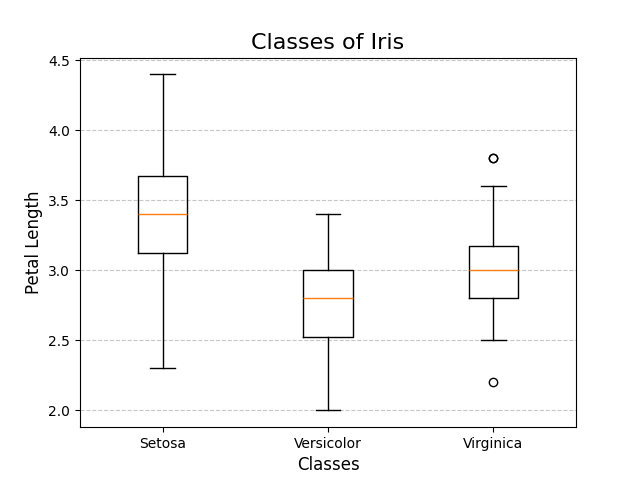 Classes of Iris
Petal Length
4.5
4.0
3.5
3.0
2.5
2.0
Setosa Versicolor Virginica
Classes